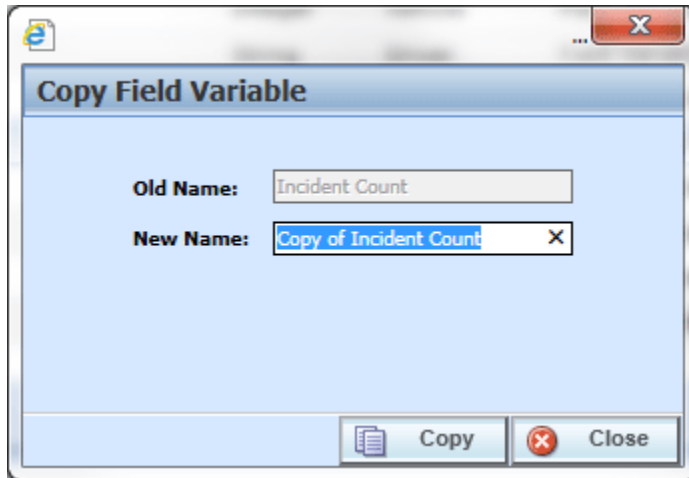 ...
Copy Field Variable
Old Name: Incident Count
New Name: Copy of Incident Count
Copy Close